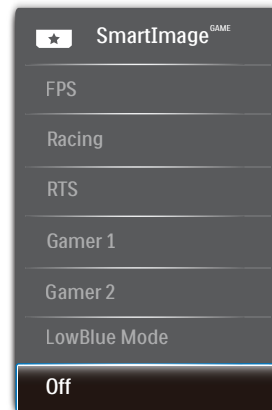 SmartImage GAME
FPS
Racing
RTS
Gamer 1
Gamer 2
LowBlue Mode
Off